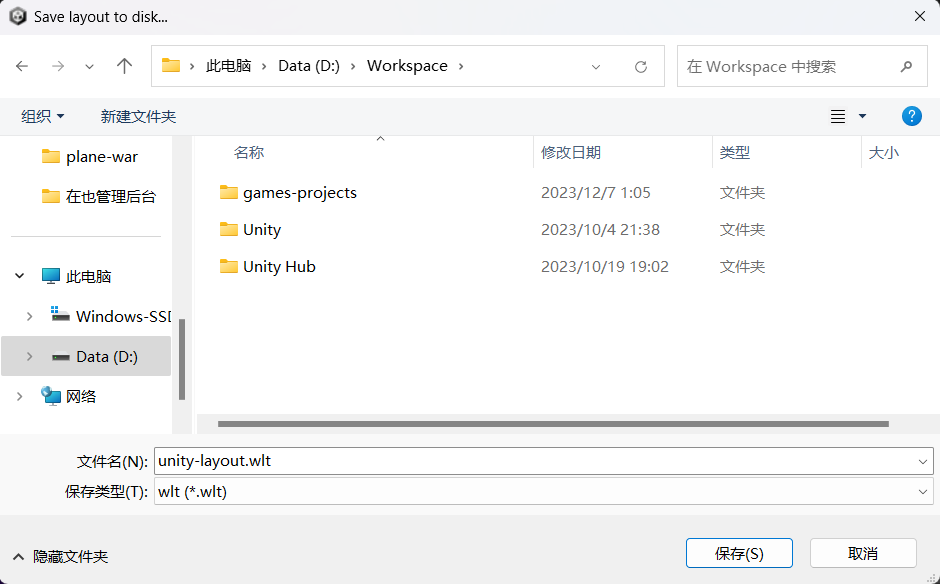 Save layout to disk...
此电脑 Data (D:) Workspace
在 Workspace 中搜索
组织 新建文件夹
名称 修改日期 类型 大小
plane-war
在也管理后台
此电脑
Windows-SSD
Data (D:)
网络
games-projects 2023/12/7 1:05 文件夹
Unity 2023/10/4 21:38 文件夹
Unity Hub 2023/10/19 19:02 文件夹
文件名(N): unity-layout.wlt
保存类型(T): wlt (*.wlt)
隐藏文件夹
保存(S) 取消